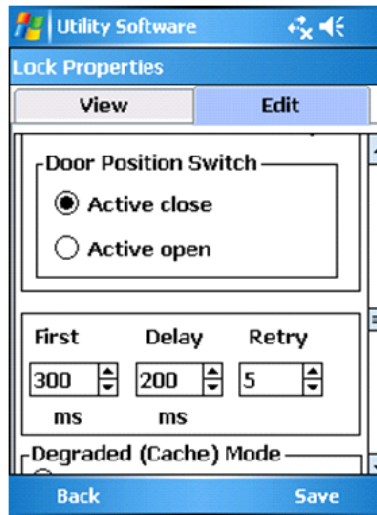 Utility Software
Lock Properties
View Edit
Door Position Switch
Active close
Active open
First Delay Retry
300 200 5
ms ms
Degraded (Cache) Mode
Back Save